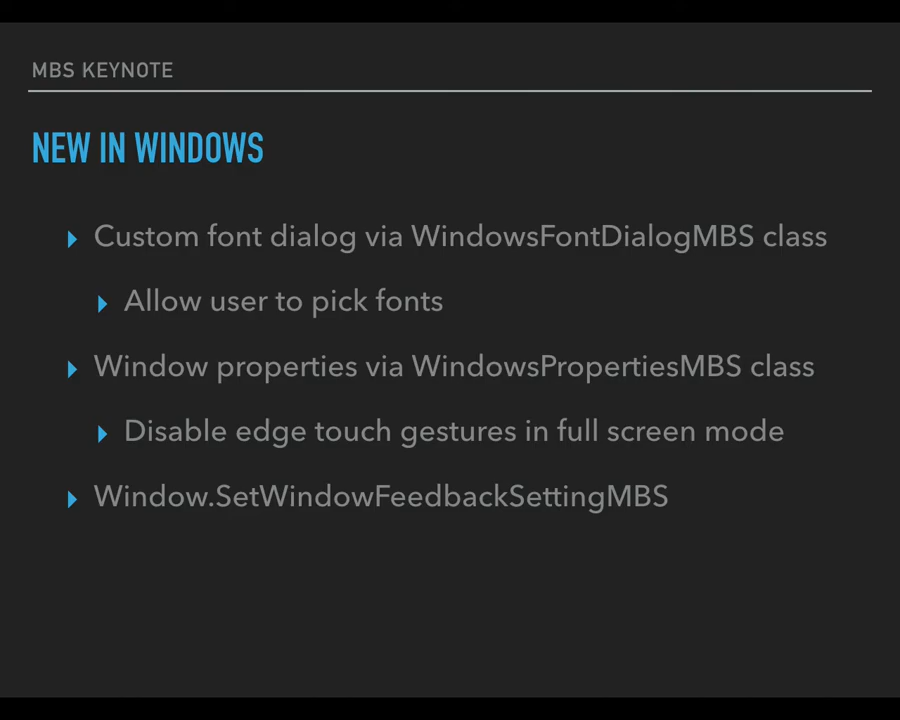 MBS KEYNOTE
NEW IN WINDOWS
Custom font dialog via WindowsFontDialogMBS class
Allow user to pick fonts
Window properties via WindowsPropertiesMBS class
Disable edge touch gestures in full screen mode
Window.SetWindowFeedbackSettingMBS